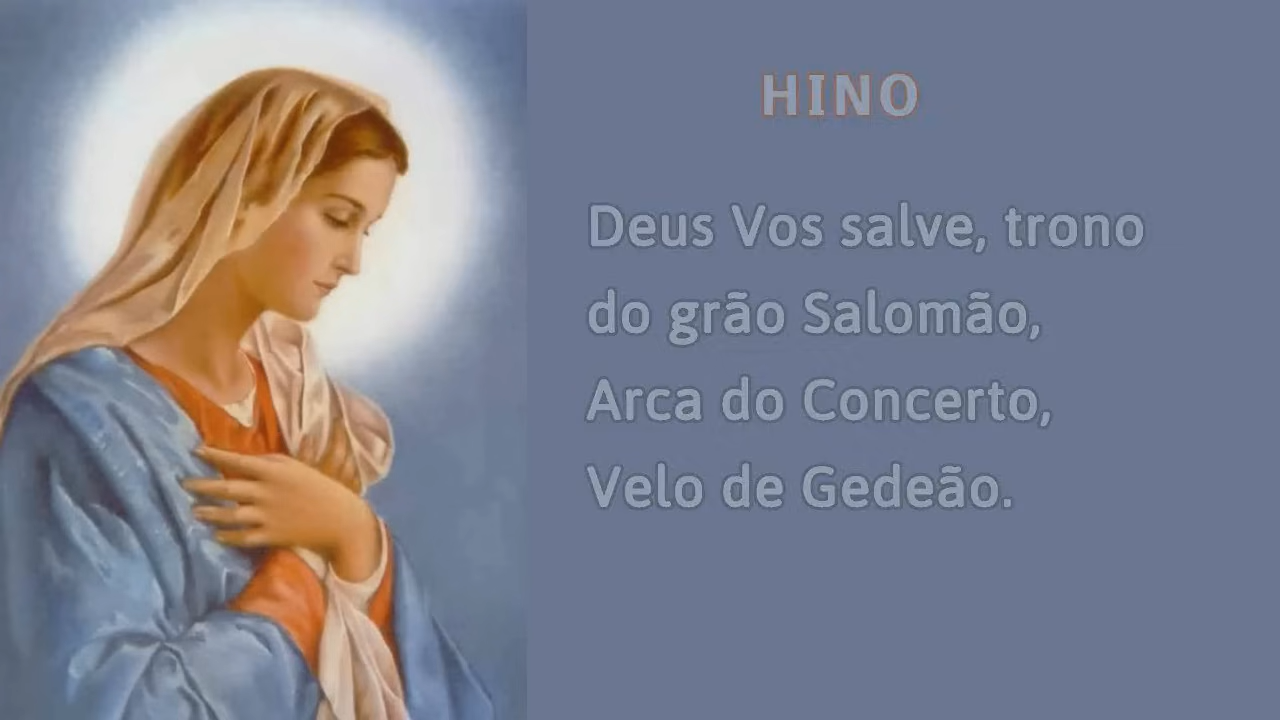 HINO
Deus Vos salve, trono
do grão Salomão,
Arca do Concerto,
Velo de Gedeão.